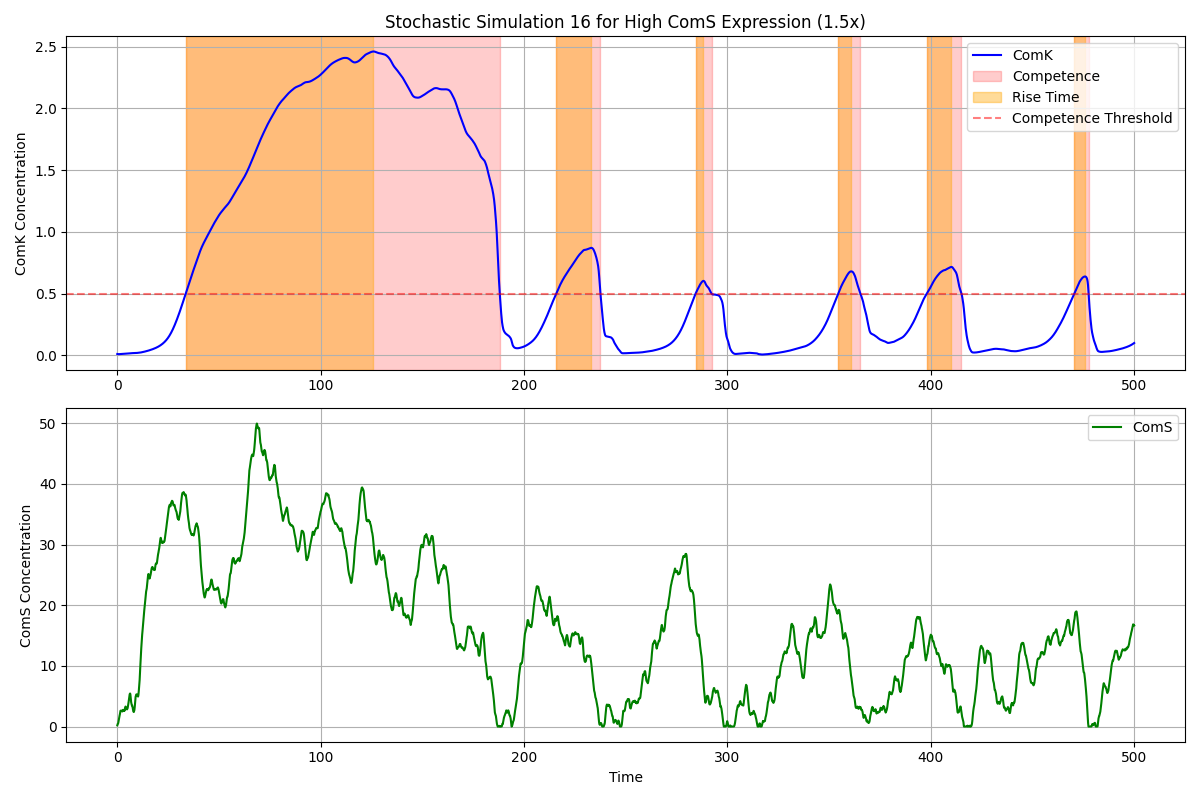 Stochastic Simulation 16 for High ComS Expression (1.5x)
ComK Concentration
2.5
2.0
1.5
1.0
0.5
0.0
ComK
Competence
Rise Time
Competence Threshold
0 100 200 300 400 500
ComS Concentration
50
40
30
20
10
0
ComS
0 100 200 300 400 500
Time